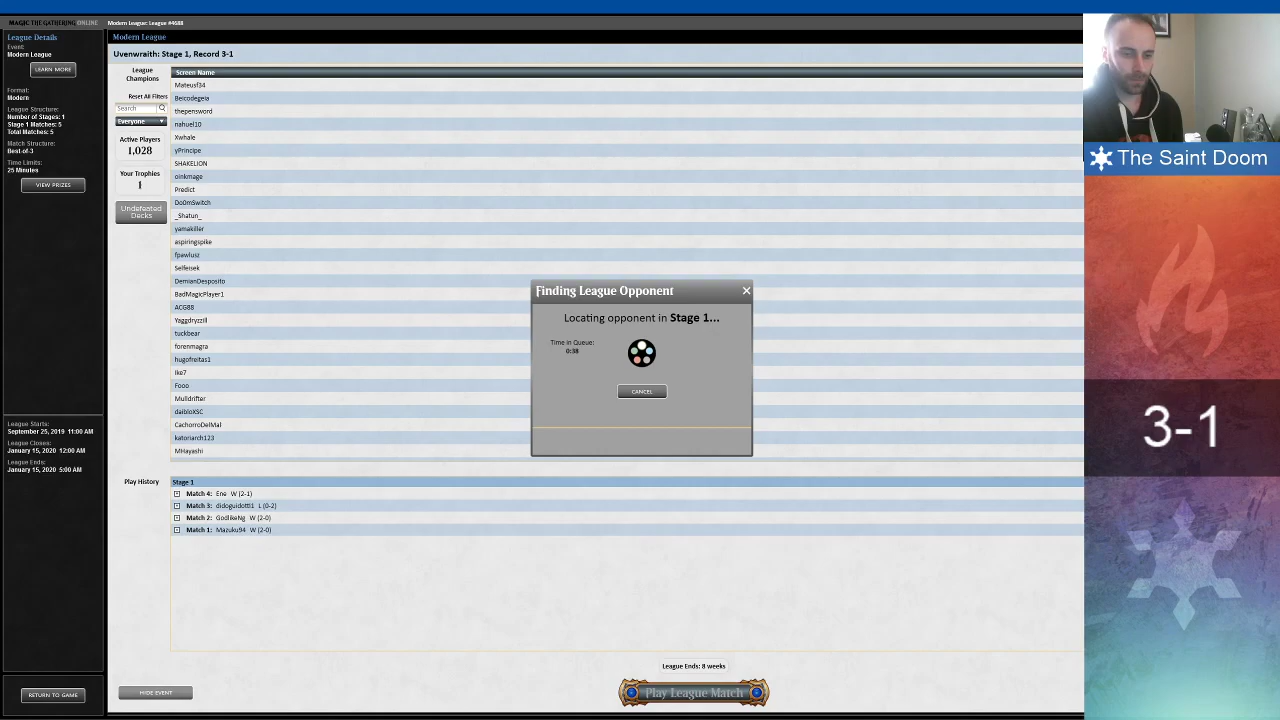 MAGIC THE GATHERING ONLINE
Modern League: League #4688
League Details
Event:
Modern League
LEARN MORE
Format:
Modern
League Structure:
Number of Stages: 1
Stage 1 Matches: 5
Total Matches: 5
Match Structure:
Best-of-3
Time Limits:
25 Minutes
VIEW PRIZES
League Starts:
September 25, 2019 11:00 AM
League Closes:
January 15, 2020 12:00 AM
League Ends:
January 15, 2020 5:00 AM
RETURN TO GAME
Modern League
Uvenwraith: Stage 1, Record 3-1
League
Champions
Reset All Filters
Search
Everyone
Active Players
1,028
Your Trophies
1
Undefeated
Decks
Screen Name
Mateusf34
Beicodegeia
thepensword
nahuel10
Xwhale
yPrincipe
SHAKELION
oinkmage
Predict
Do0mSwitch
_Shatun_
yamakiller
aspiringspike
fpawlusz
Selfeisek
DemianDesposito
BadMagicPlayer1
ACG88
Yaggdryzzill
tuckbear
forenmagra
hugofreitas1
Ike7
Fooo
Mulldrifter
daibloXSC
CachorroDelMal
katoriarch123
MHayashi
Finding League Opponent
Locating opponent in Stage 1...
Time in Queue:
0:38
CANCEL
Play History
Stage 1
Match 4: Ene W (2-1)
Match 3: didoguidotti1 L (0-2)
Match 2: GodlikeNg W (2-0)
Match 1: Mazuku94 W (2-0)
League Ends: 8 weeks
HIDE EVENT
Play League Match
The Saint Doom
3-1